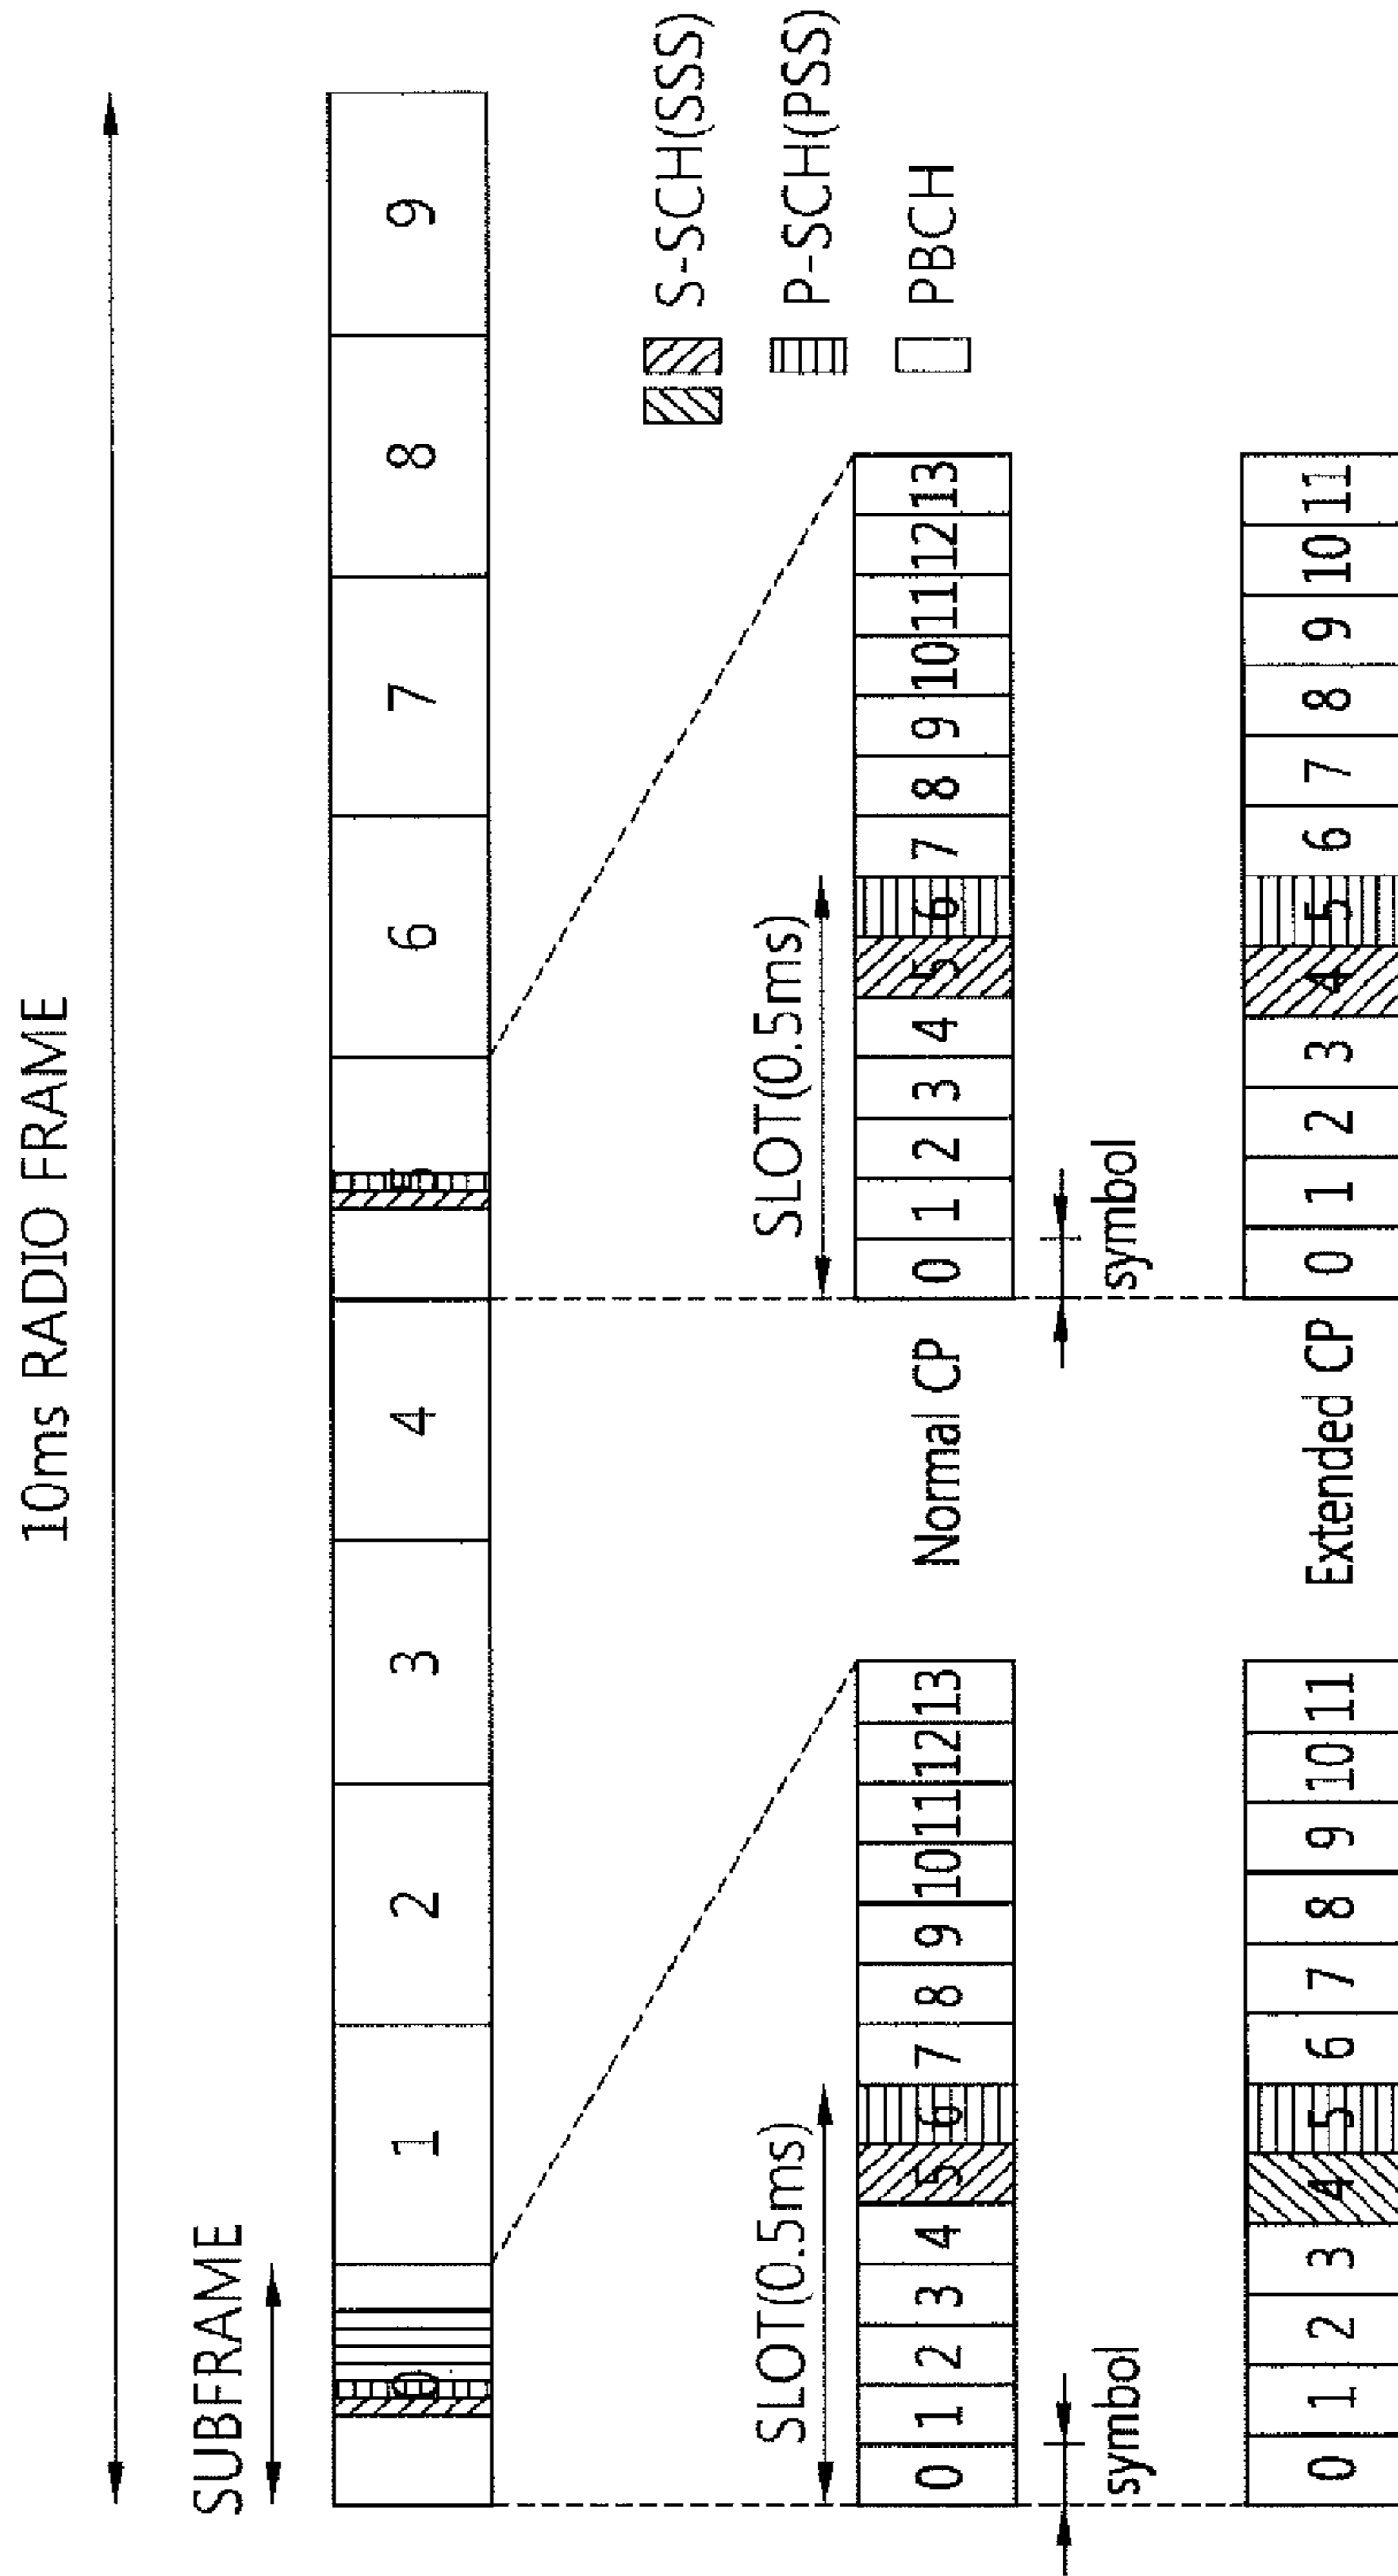 10ms RADIO FRAME
SUBFRAME
0 1 2 3 4 5 6 7 8 9
S-SCH(SSS)
P-SCH(PSS)
PBCH
SLOT(0.5ms)
SLOT(0.5ms)
0 1 2 3 4 5 6 7 8 9 10 11 12 13
Normal CP
0 1 2 3 4 5 6 7 8 9 10 11 12 13
symbol
symbol
0 1 2 3 4 5 6 7 8 9 10 11
Extended CP
0 1 2 3 4 5 6 7 8 9 10 11